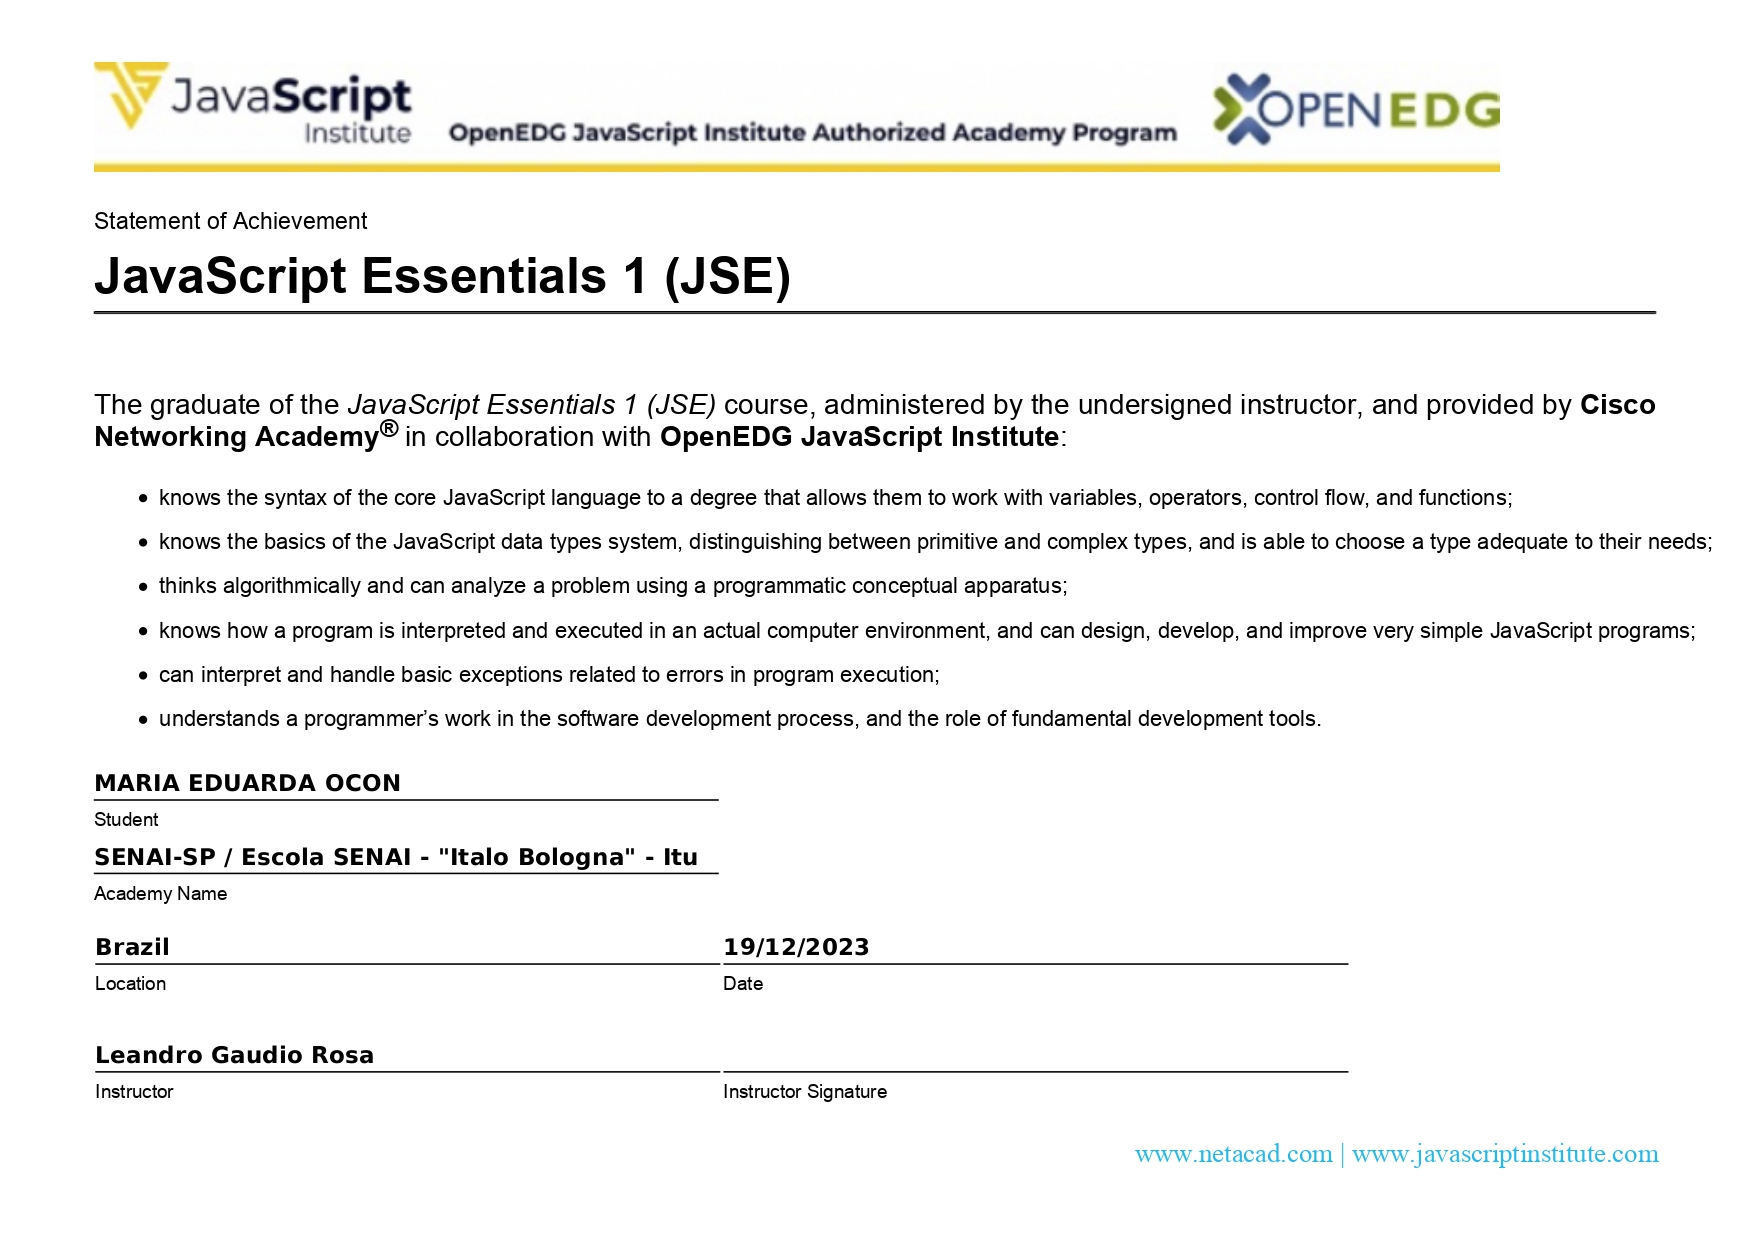 JavaScript
Institute
OpenEDG JavaScript Institute Authorized Academy Program
OPENEDG
Statement of Achievement
JavaScript Essentials 1 (JSE)
The graduate of the JavaScript Essentials 1 (JSE) course, administered by the undersigned instructor, and provided by Cisco
Networking Academy® in collaboration with OpenEDG JavaScript Institute:
• knows the syntax of the core JavaScript language to a degree that allows them to work with variables, operators, control flow, and functions;
• knows the basics of the JavaScript data types system, distinguishing between primitive and complex types, and is able to choose a type adequate to their needs;
• thinks algorithmically and can analyze a problem using a programmatic conceptual apparatus;
• knows how a program is interpreted and executed in an actual computer environment, and can design, develop, and improve very simple JavaScript programs;
• can interpret and handle basic exceptions related to errors in program execution;
• understands a programmer’s work in the software development process, and the role of fundamental development tools.
MARIA EDUARDA OCON
Student
SENAI-SP / Escola SENAI - "Italo Bologna" - Itu
Academy Name
Brazil
Location
19/12/2023
Date
Leandro Gaudio Rosa
Instructor
Instructor Signature
www.netacad.com | www.javascriptinstitute.com